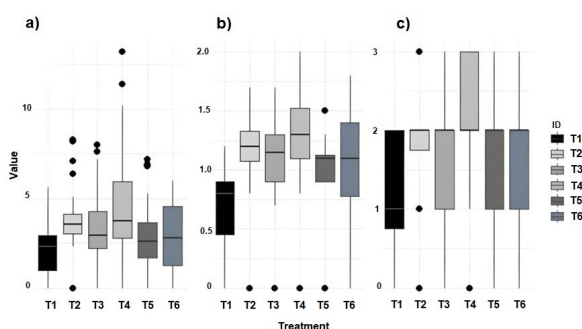 a)
b)
c)
Value
10
5
0
2.0
1.5
1.0
0.5
0
3
2
1
0
T1 T2 T3 T4 T5 T6
T1 T2 T3 T4 T5 T6
T1 T2 T3 T4 T5 T6
Treatment
ID
T1
T2
T3
T4
T5
T6